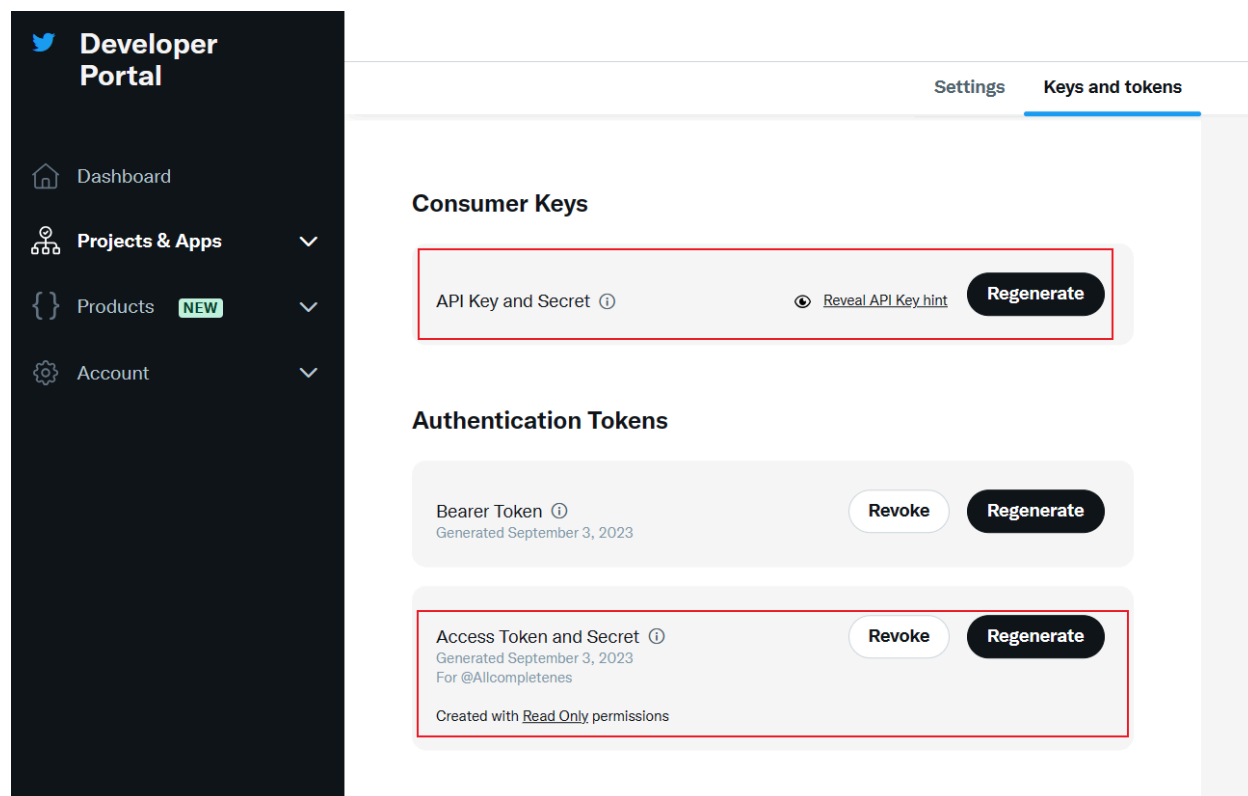 Developer
Portal
Dashboard
Projects & Apps
Products NEW
Account
Settings Keys and tokens
Consumer Keys
API Key and Secret Reveal API Key hint Regenerate
Authentication Tokens
Bearer Token Revoke Regenerate
Generated September 3, 2023
Access Token and Secret Revoke Regenerate
Generated September 3, 2023
For @Allcompletenes
Created with Read Only permissions